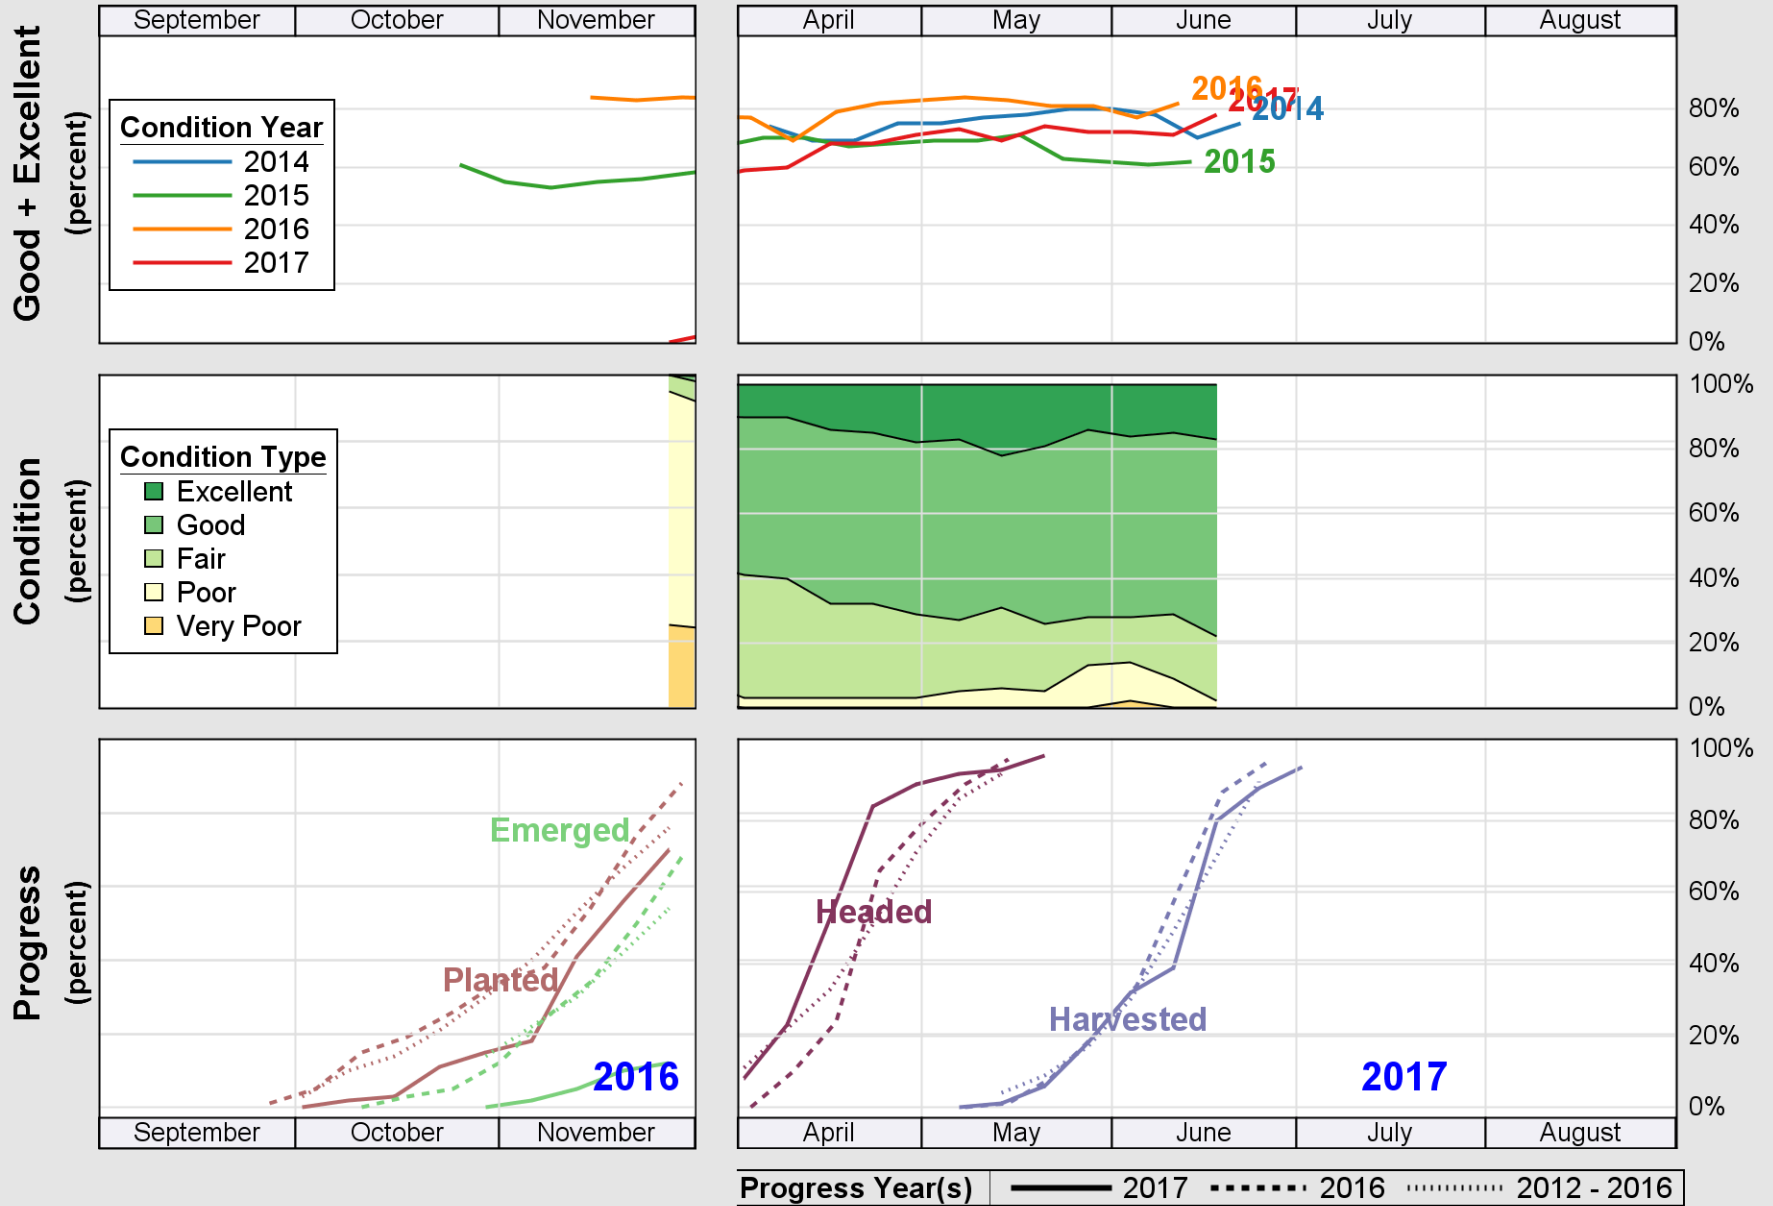 September October November April May June July August
Good + Excellent
(percent)
Condition Year
2014
2015
2016
2017
2016
2017
2014
2015
80%
60%
40%
20%
0%
Condition
(percent)
Condition Type
Excellent
Good
Fair
Poor
Very Poor
100%
80%
60%
40%
20%
0%
Progress
(percent)
Emerged
Planted
2016
Headed
Harvested
2017
100%
80%
60%
40%
20%
0%
September October November April May June July August
Progress Year(s) 2017 2016 2012 - 2016